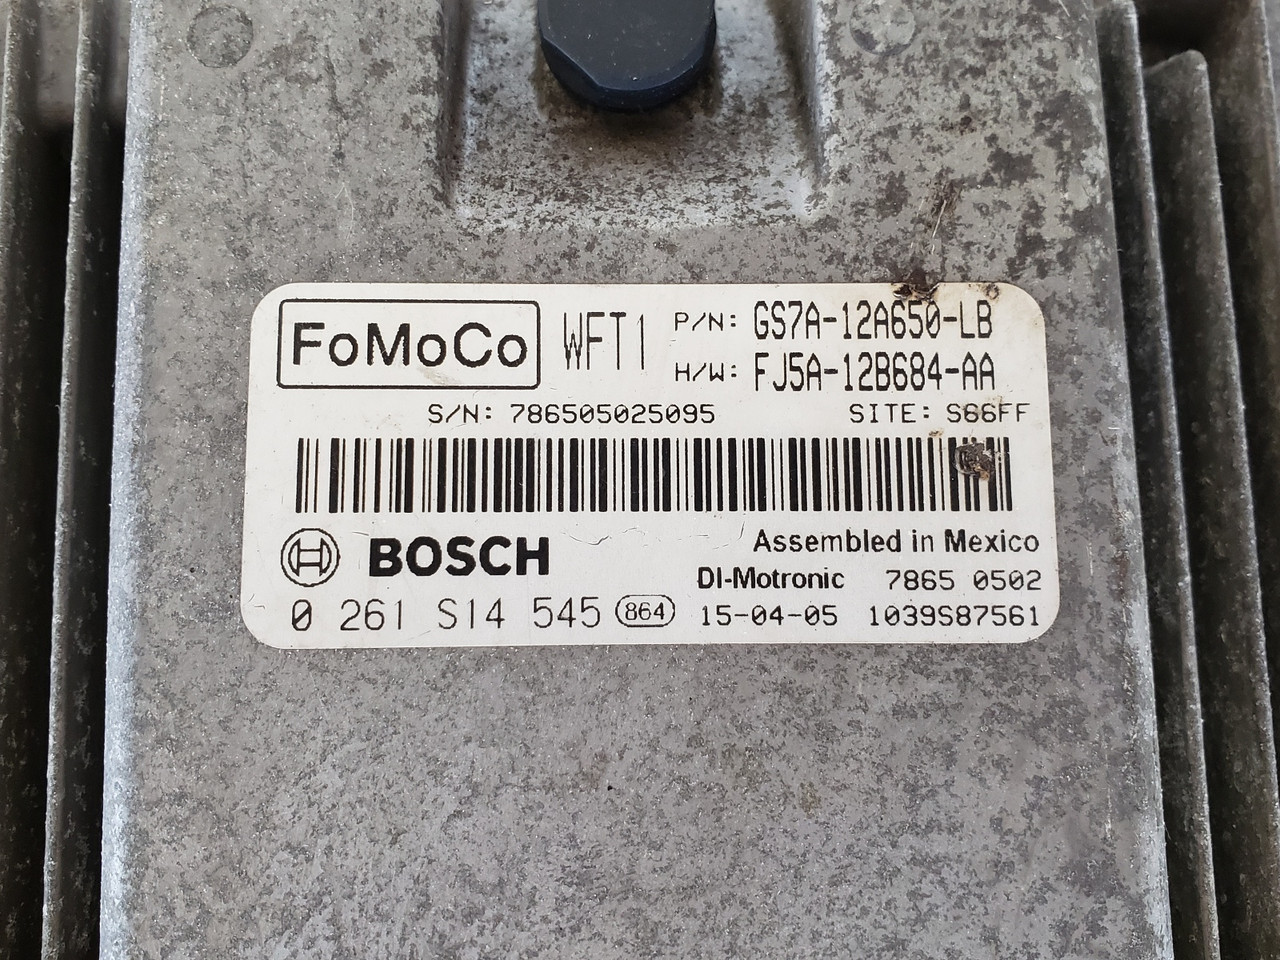 FoMoCo WFT1 P/N: GS7A-12A650-LB
H/W: FJ5A-12B684-AA
S/N: 786505025095 SITE: S66FF
H BOSCH Assembled in Mexico
DI-Motronic 7865 0502
0 261 S14 545 864 15-04-05 1039S87561